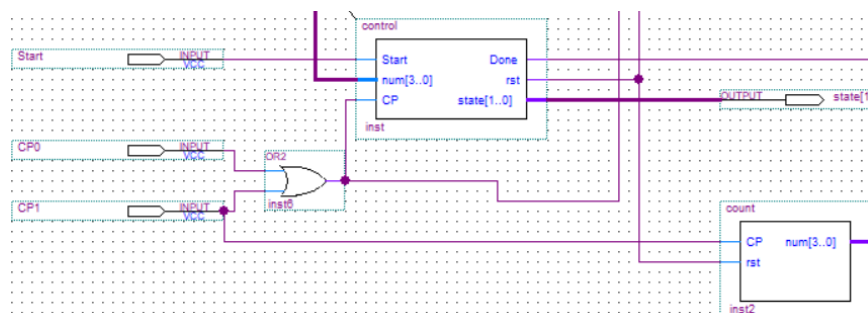 control
Start
INPUT
VCC
Start
Done
num[3..0]
rst
CP
state[1..0]
OUTPUT
state[1
inst
CP0
INPUT
VCC
OR2
CP1
INPUT
VCC
inst6
count
CP
num[3..0]
rst
inst2